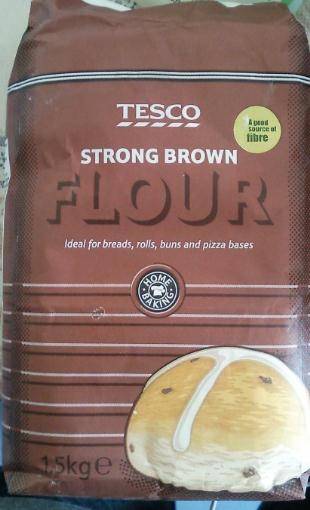 TESCO
A good
source of
fibre
STRONG BROWN
FLOUR
Ideal for breads, rolls, buns and pizza bases
HOME
BAKING
1.5kg e